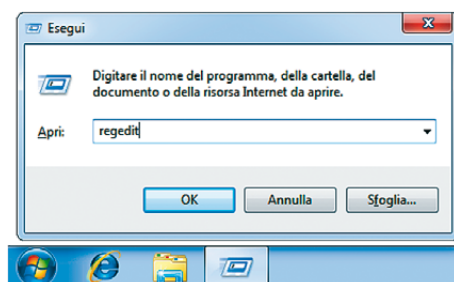 Esegui
Digitare il nome del programma, della cartella, del
documento o della risorsa Internet da aprire.
Apri: regedit
OK Annulla Sfoglia...